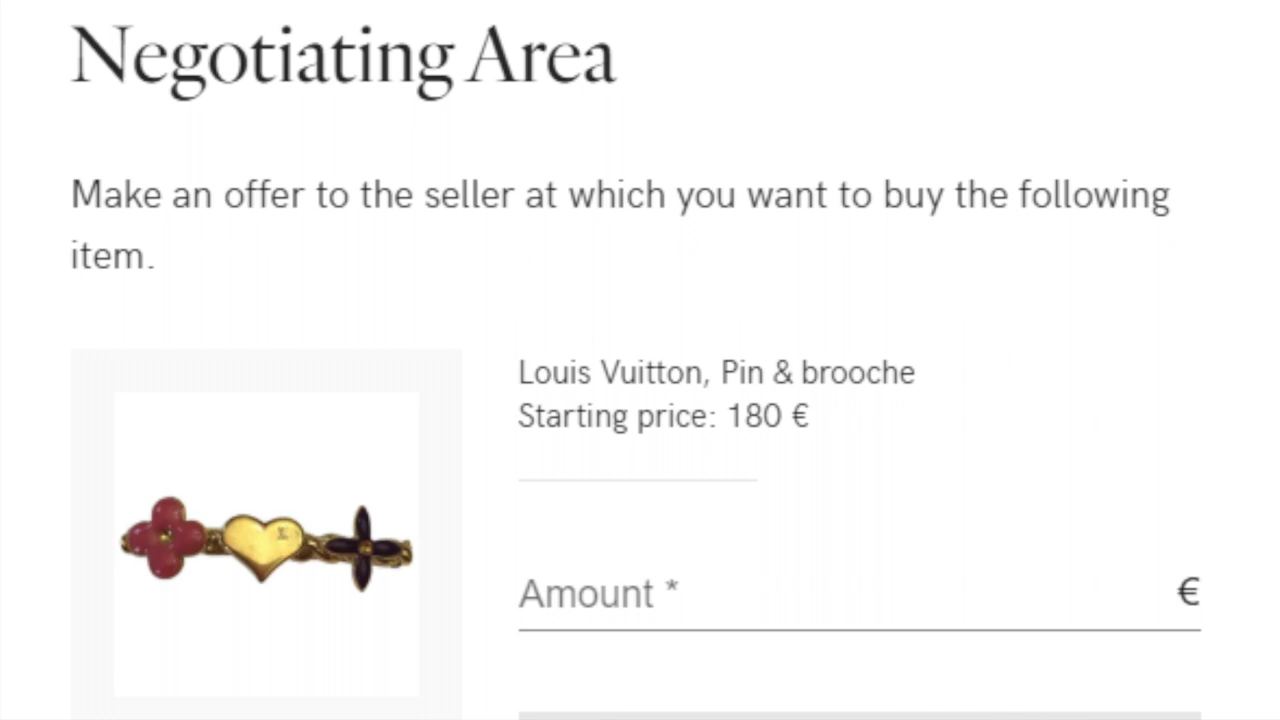 Negotiating Area
Make an offer to the seller at which you want to buy the following
item.
Louis Vuitton, Pin & brooche
Starting price: 180 €
Amount * €